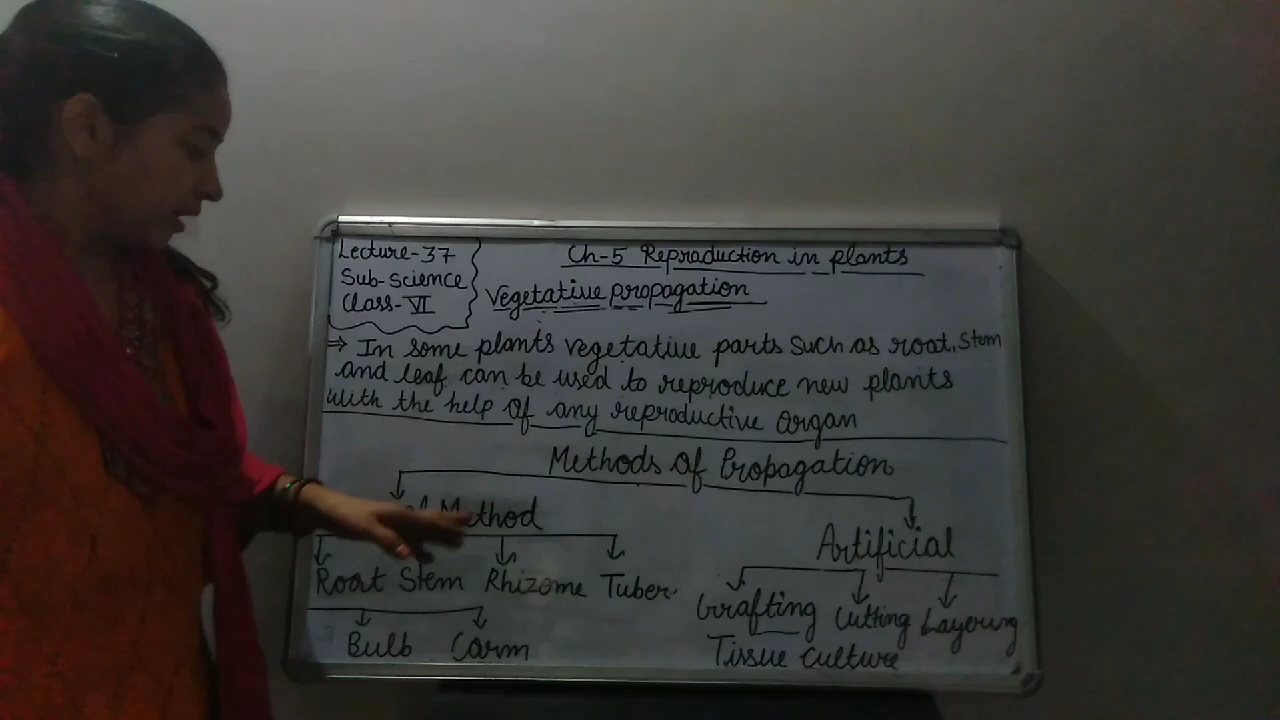 Lecture-37
Sub-Science
Class-VI
Ch-5 Reproduction in plants
Vegetative propagation
⇒ In some plants vegetative parts such as root, stem
and leaf can be used to reproduce new plants
with the help of any reproductive organ
Methods of Propagation
Method
Artificial
Root Stem Rhizome Tuber
Grafting Cutting Layering
Bulb Corm
Tissue culture